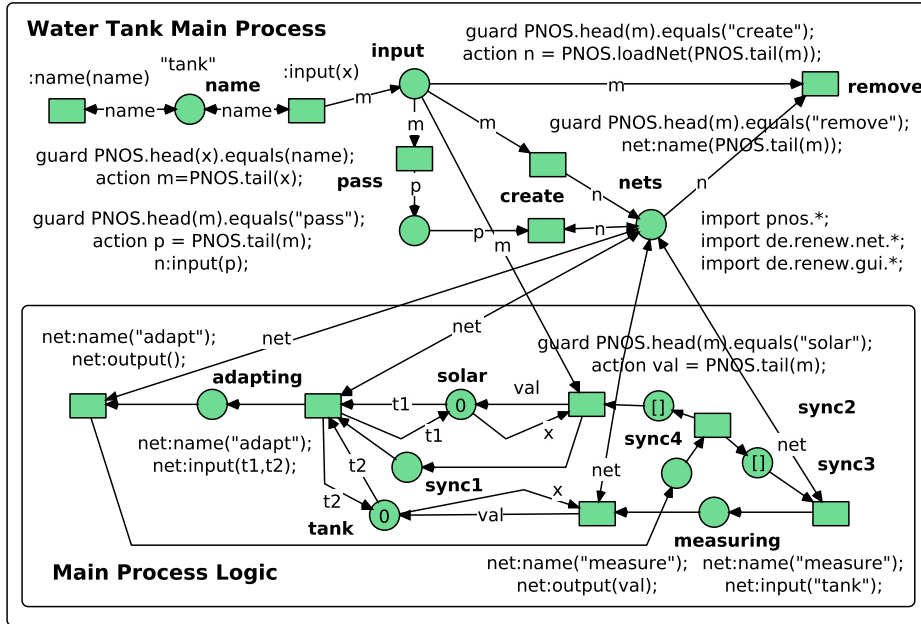 Water Tank Main Process
guard PNOS.head(m).equals("create");
action n = PNOS.loadNet(PNOS.tail(m));
input
:name(name)
"tank"
name
:input(x)
name
name
m
m
remove
m
m
guard PNOS.head(m).equals("remove");
net:name(PNOS.tail(m));
guard PNOS.head(x).equals(name);
action m=PNOS.tail(x);
pass
p
create
n
nets
n
guard PNOS.head(m).equals("pass");
action p = PNOS.tail(m);
n:input(p);
p
n
m
import pnos.*;
import de.renew.net.*;
import de.renew.gui.*;
net:name("adapt");
net:output();
net
net
guard PNOS.head(m).equals("solar");
action val = PNOS.tail(m);
adapting
solar
val
t1
0
[]
sync2
net:name("adapt");
net:input(t1,t2);
t1
x
sync4
net
t2
sync1
net
[]
sync3
t2
x
tank
0
val
measuring
Main Process Logic
net:name("measure");
net:output(val);
net:name("measure");
net:input("tank");